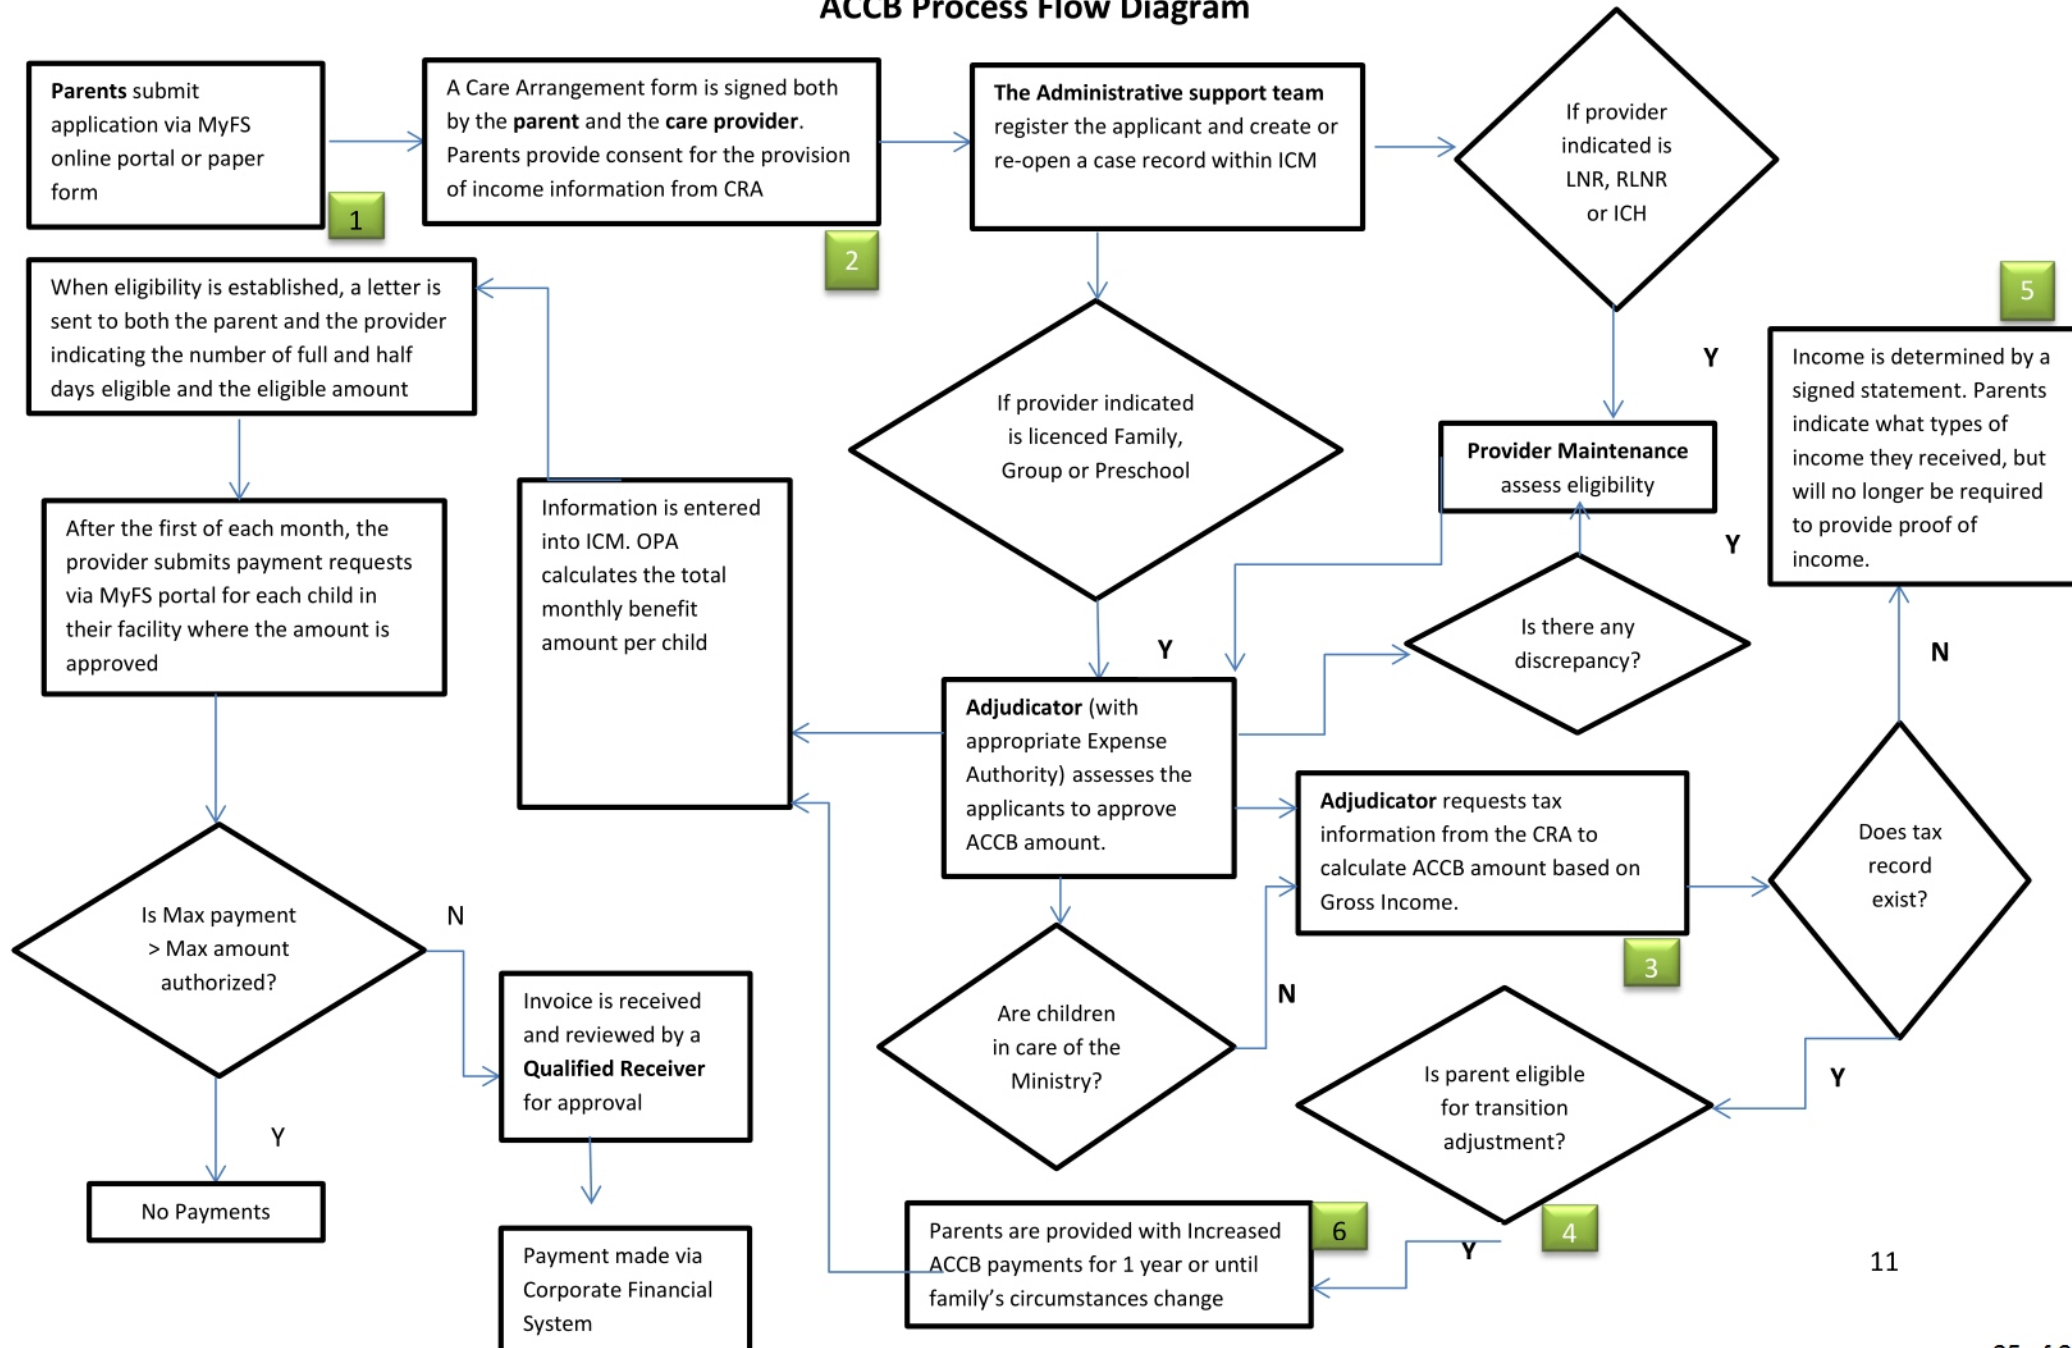 ACCB Process Flow Diagram
Parents submit
application via MyFS
online portal or paper
form
1
A Care Arrangement form is signed both
by the parent and the care provider.
Parents provide consent for the provision
of income information from CRA
2
The Administrative support team
register the applicant and create or
re-open a case record within ICM
If provider
indicated is
LNR, RLNR
or ICH
When eligibility is established, a letter is
sent to both the parent and the provider
indicating the number of full and half
days eligible and the eligible amount
5
Y
Income is determined by a
signed statement. Parents
indicate what types of
income they received, but
will no longer be required
to provide proof of
income.
If provider indicated
is licenced Family,
Group or Preschool
Provider Maintenance
assess eligibility
Y
Information is entered
into ICM. OPA
calculates the total
monthly benefit
amount per child
After the first of each month, the
provider submits payment requests
via MyFS portal for each child in
their facility where the amount is
approved
Is there any
discrepancy?
Y
N
Adjudicator (with
appropriate Expense
Authority) assesses the
applicants to approve
ACCB amount.
Adjudicator requests tax
information from the CRA to
calculate ACCB amount based on
Gross Income.
3
Does tax
record
exist?
Is Max payment
> Max amount
authorized?
N
Invoice is received
and reviewed by a
Qualified Receiver
for approval
Are children
in care of the
Ministry?
N
Is parent eligible
for transition
adjustment?
Y
Y
No Payments
Parents are provided with Increased
ACCB payments for 1 year or until
family's circumstances change
6
Y
4
Payment made via
Corporate Financial
System
11